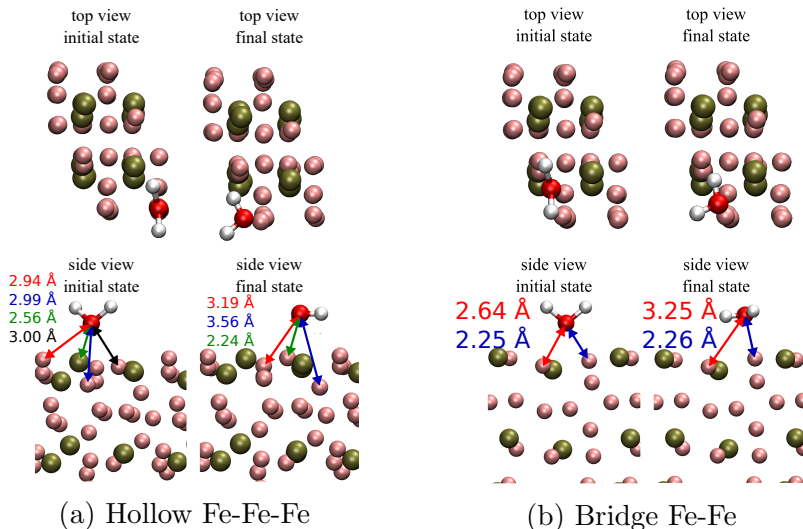 top view
initial state
top view
final state
side view
initial state
2.94 Å
2.99 Å
2.56 Å
3.00 Å
side view
final state
3.19 Å
3.56 Å
2.24 Å
(a) Hollow Fe-Fe-Fe
top view
initial state
top view
final state
side view
initial state
2.64 Å
2.25 Å
side view
final state
3.25 Å
2.26 Å
(b) Bridge Fe-Fe